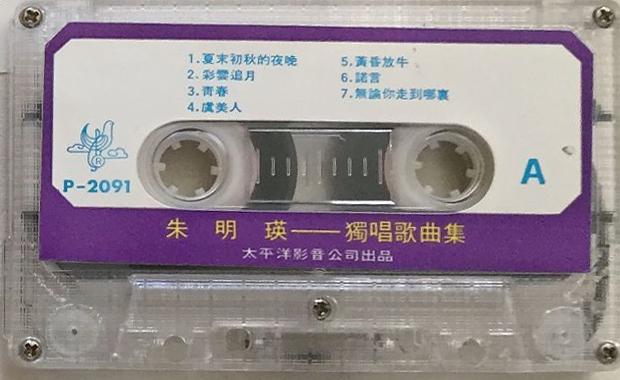 1.夏末初秋的夜晚
2.彩雲追月
3.青春
4.虞美人
5.黃昏放牛
6.諾言
7.無論你走到哪裏
R
P-2091
A
朱明瑛——獨唱歌曲集
太平洋影音公司出品